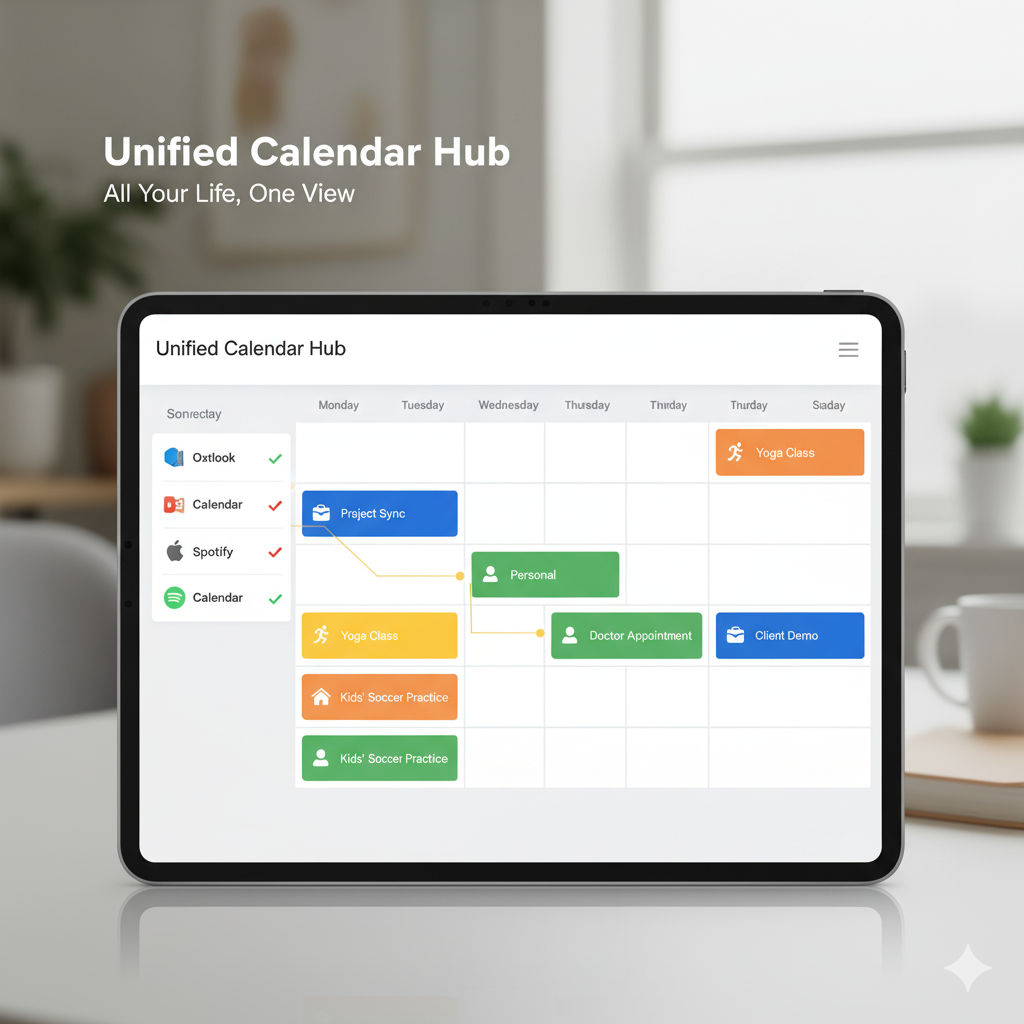 Unified Calendar Hub
All Your Life, One View
Unified Calendar Hub
Monday Tuesday Wednesday Thusday Thirday Thurday Saday
Sonrectay
Oxtlook
Calendar
Spotify
Calendar
Yoga Class
Project Sync
Personal
Yoga Class
Doctor Appointment
Client Demo
Kids' Soccer Practice
Kids' Soccer Practice